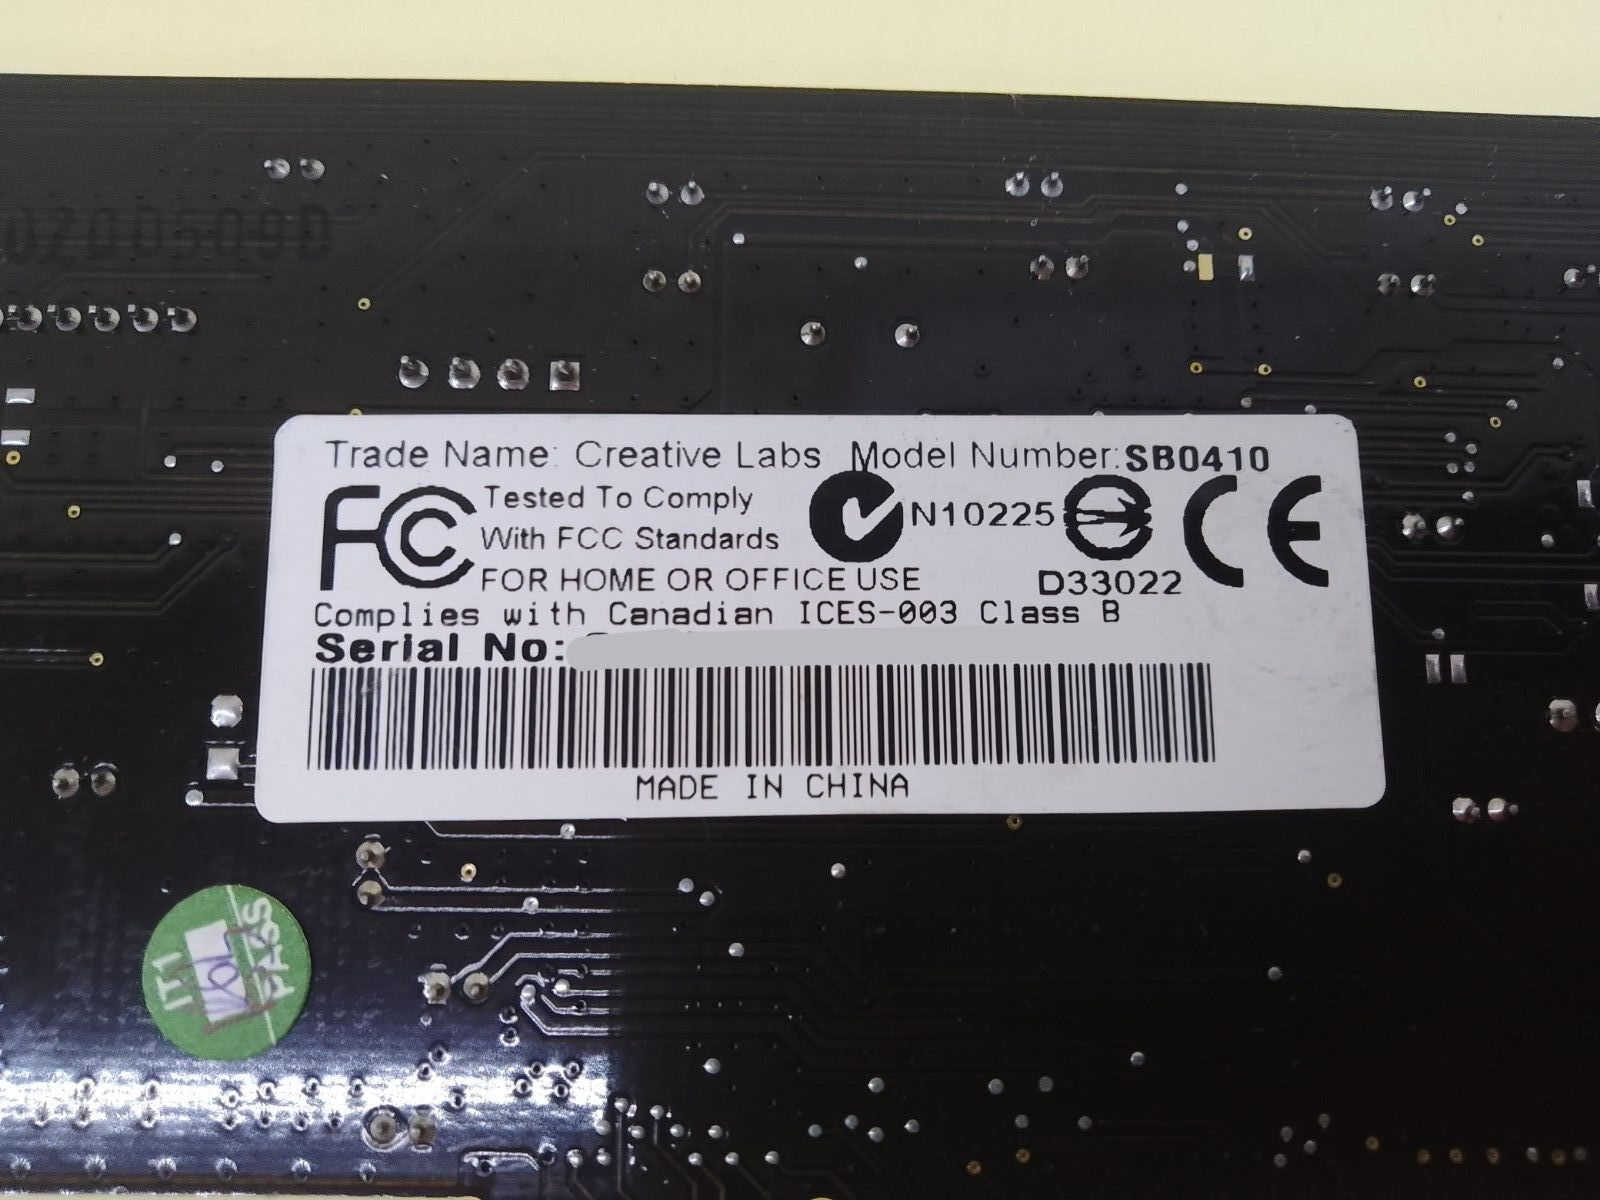 Trade Name: Creative Labs Model Number: SB0410
FC Tested To Comply
With FCC Standards
FOR HOME OR OFFICE USE
N10225
D33022
CE
Complies with Canadian ICES-003 Class B
Serial No:
MADE IN CHINA
PASS